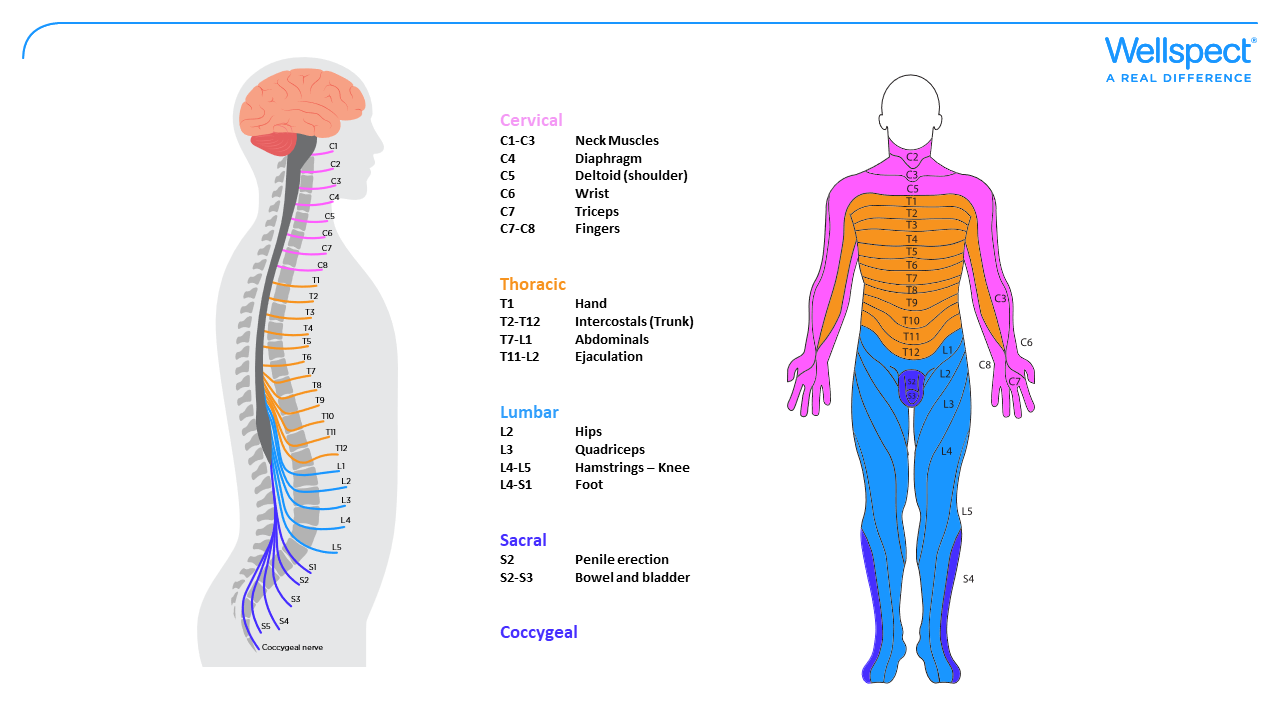 Wellspect®
A REAL DIFFERENCE
C1
C2
C3
C4
C5
C6
C7
C8
T1
T2
T3
T4
T5
T6
T7
T8
T9
T10
T11
T12
L1
L2
L3
L4
L5
S1
S2
S3
S4
S5
Coccygeal nerve
Cervical
C1-C3 Neck Muscles
C4 Diaphragm
C5 Deltoid (shoulder)
C6 Wrist
C7 Triceps
C7-C8 Fingers
Thoracic
T1 Hand
T2-T12 Intercostals (Trunk)
T7-L1 Abdominals
T11-L2 Ejaculation
Lumbar
L2 Hips
L3 Quadriceps
L4-L5 Hamstrings – Knee
L4-S1 Foot
Sacral
S2 Penile erection
S2-S3 Bowel and bladder
Coccygeal
C2
C3
C5
T1
T2
T3
T4
T5
T6
T7
T8
T9
T10
T11
T12
C3
C6
C8
C7
L1
L2
L3
L4
L5
S4